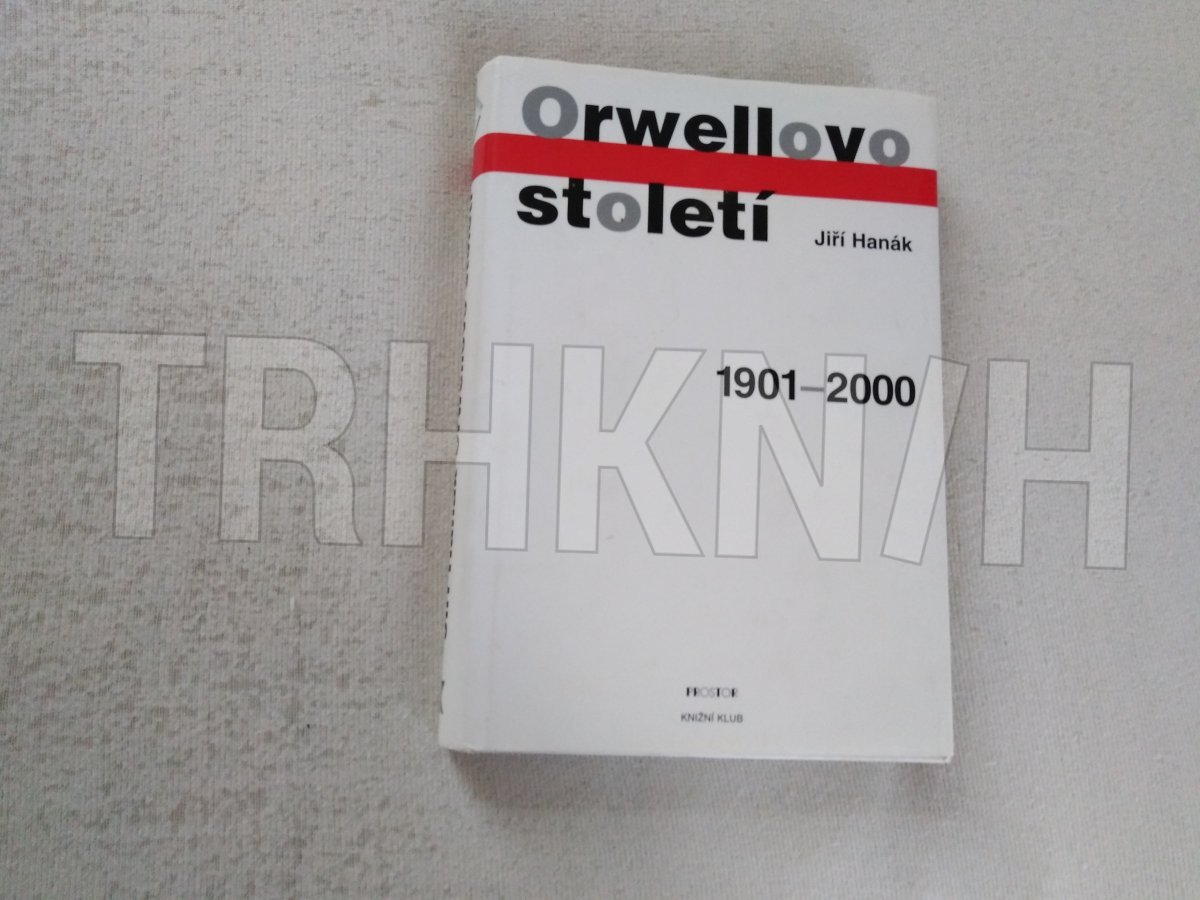 Orwellovo
století
Jiří Hanák
1901–2000
TRHKNIH
PROSTOR
KNIŽNÍ KLUB